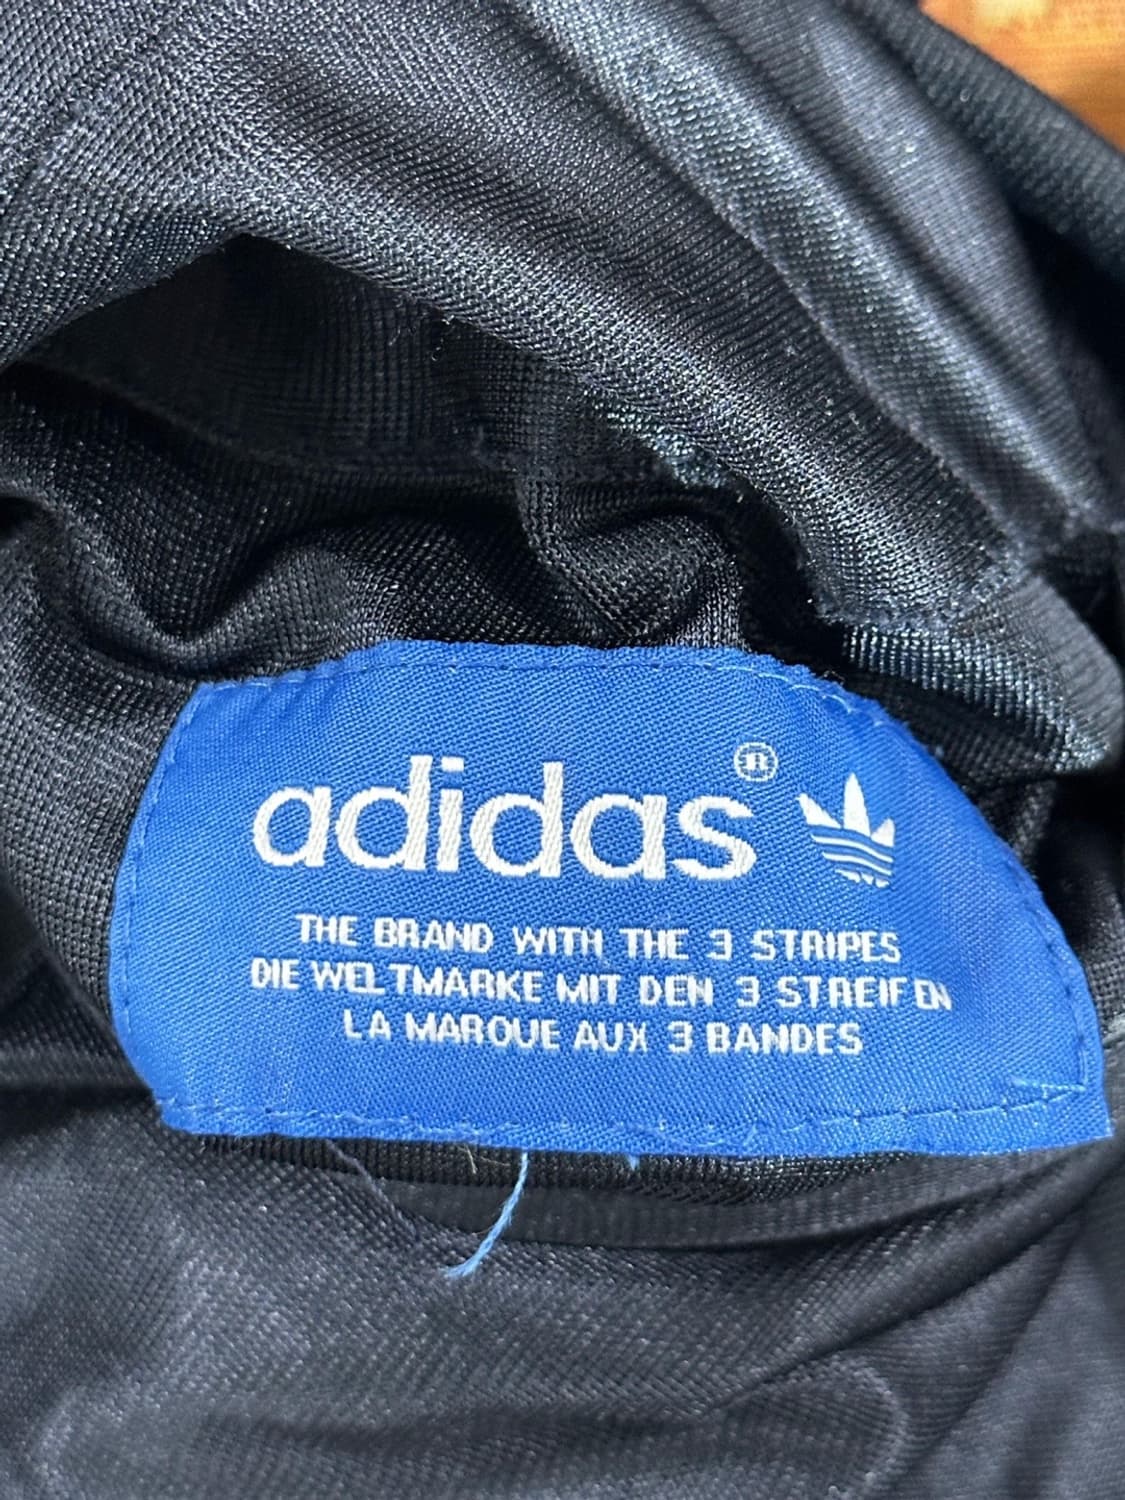 adidas®
THE BRAND WITH THE 3 STRIPES
DIE WELTMARKE MIT DEN 3 STREIFEN
LA MARQUE AUX 3 BANDES